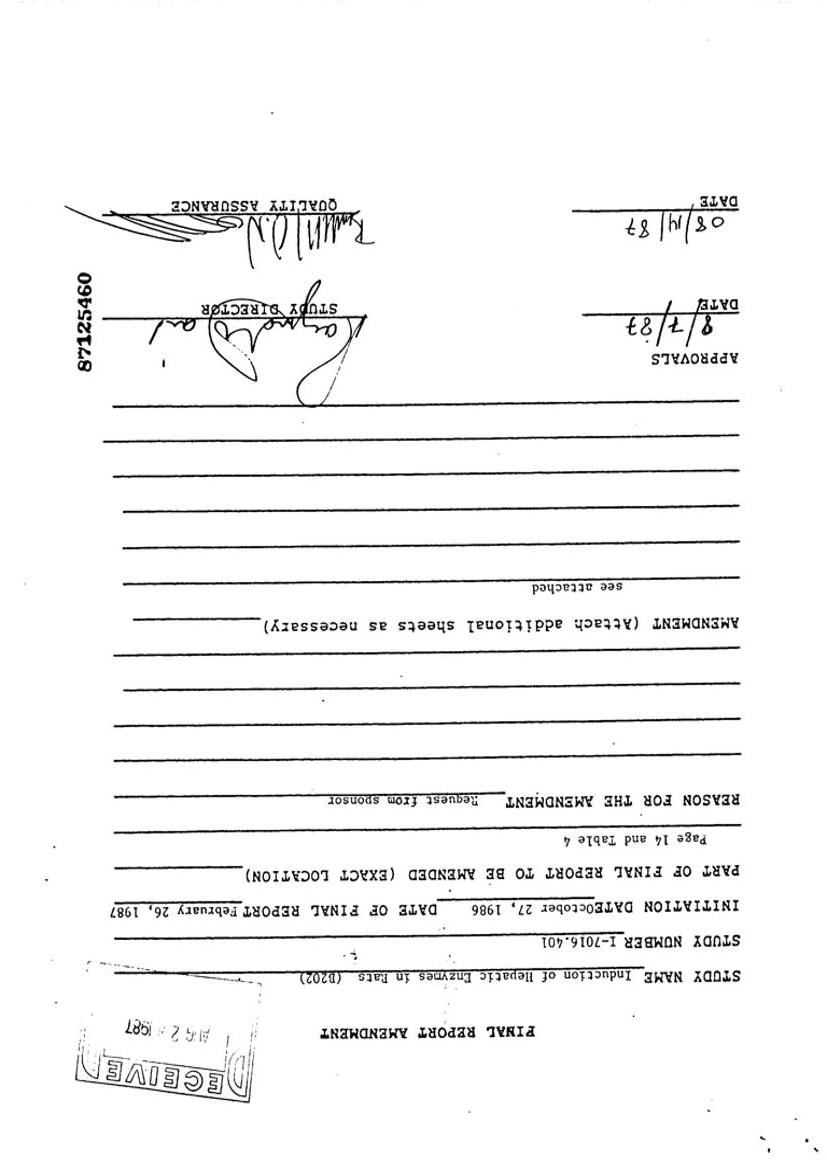 RECEIVED
AUG 2 1987
FINAL REPORT AMENDMENT
STUDY NAME Induction of Hepatic Enzymes in Rats (B202)
STUDY NUMBER I-7016.401
INITIATION DATE October 27, 1986 DATE OF FINAL REPORT February 26, 1987
PART OF FINAL REPORT TO BE AMENDED (EXACT LOCATION)
Page 14 and Table 4
REASON FOR THE AMENDMENT Request from sponsor
AMENDMENT (Attach additional sheets as necessary)
see attached
APPROVALS
8/7/87
DATE STUDY DIRECTOR
08/14/87
DATE QUALITY ASSURANCE
87125460